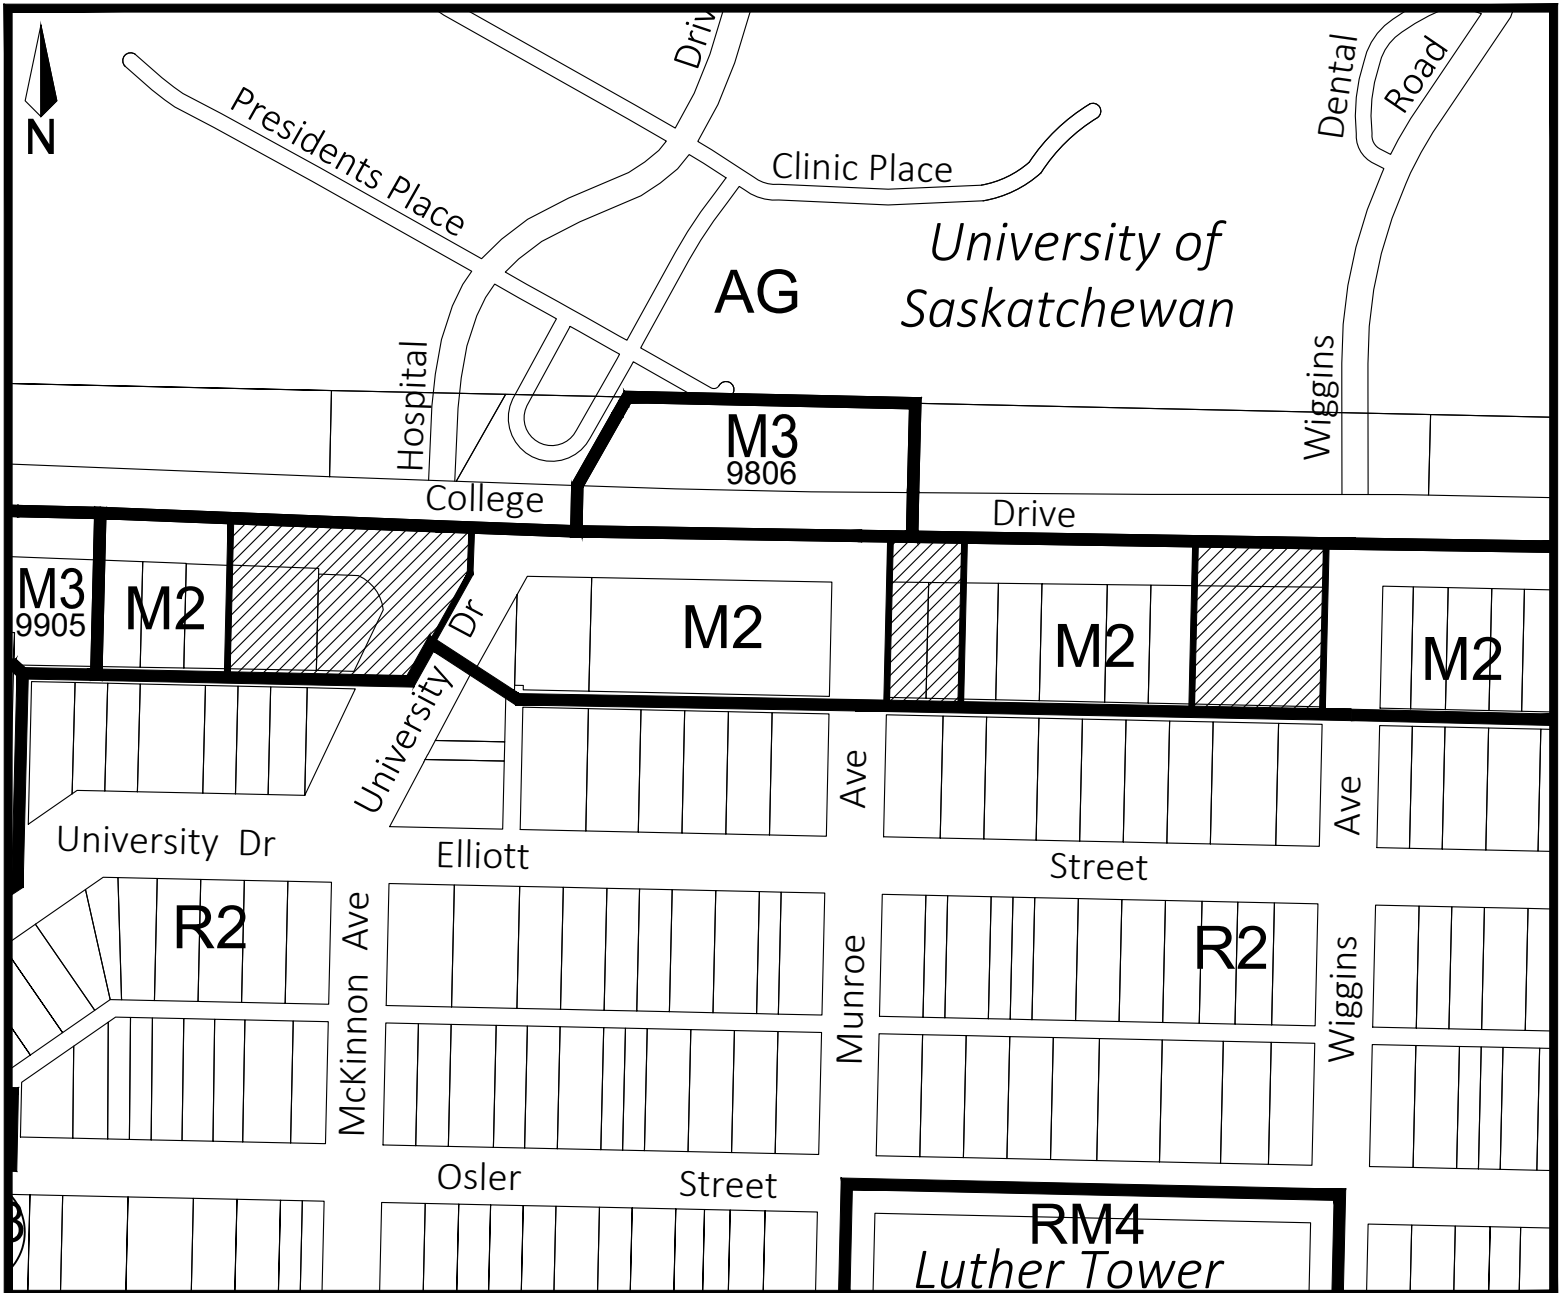 N
Presidents Place
Clinic Place
Dental
Road
University of
Saskatchewan
AG
Hospital
Wiggins
M3
9806
College
Drive
M3
9905
M2
M2
M2
M2
University Dr
University Dr
Elliott
Street
Ave
Ave
R2
R2
McKinnon Ave
Munroe
Wiggins
Osler
Street
RM4
Luther Tower